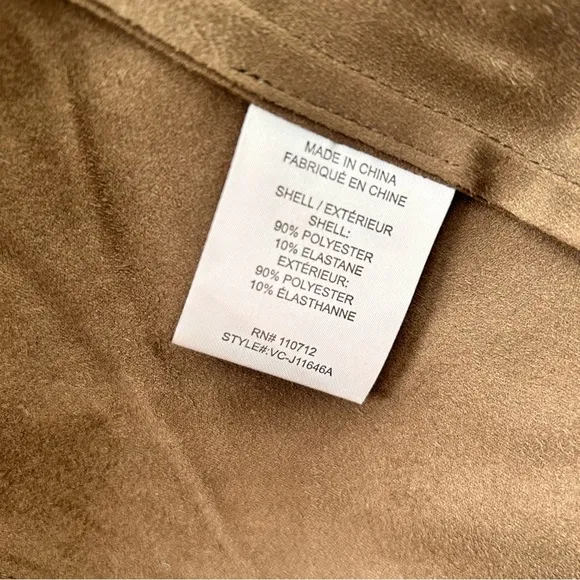 MADE IN CHINA
FABRIQUÉ EN CHINE
SHELL / EXTÉRIEUR
SHELL:
90% POLYESTER
10% ELASTANE
EXTÉRIEUR:
90% POLYESTER
10% ÉLASTHANNE
RN# 110712
STYLE#:VC-J11646A